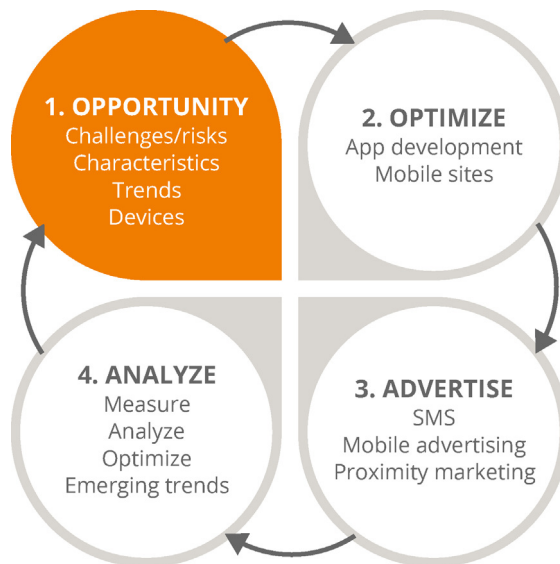 1. OPPORTUNITY
Challenges/risks
Characteristics
Trends
Devices
2. OPTIMIZE
App development
Mobile sites
3. ADVERTISE
SMS
Mobile advertising
Proximity marketing
4. ANALYZE
Measure
Analyze
Optimize
Emerging trends